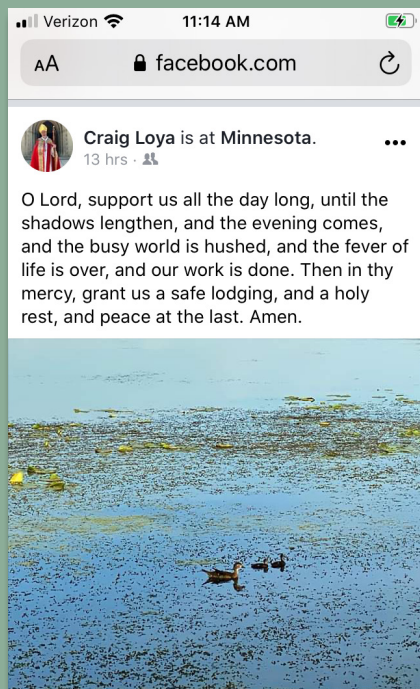 Verizon 11:14 AM
AA facebook.com
Craig Loya is at Minnesota.
13 hrs ·
O Lord, support us all the day long, until the
shadows lengthen, and the evening comes,
and the busy world is hushed, and the fever of
life is over, and our work is done. Then in thy
mercy, grant us a safe lodging, and a holy
rest, and peace at the last. Amen.